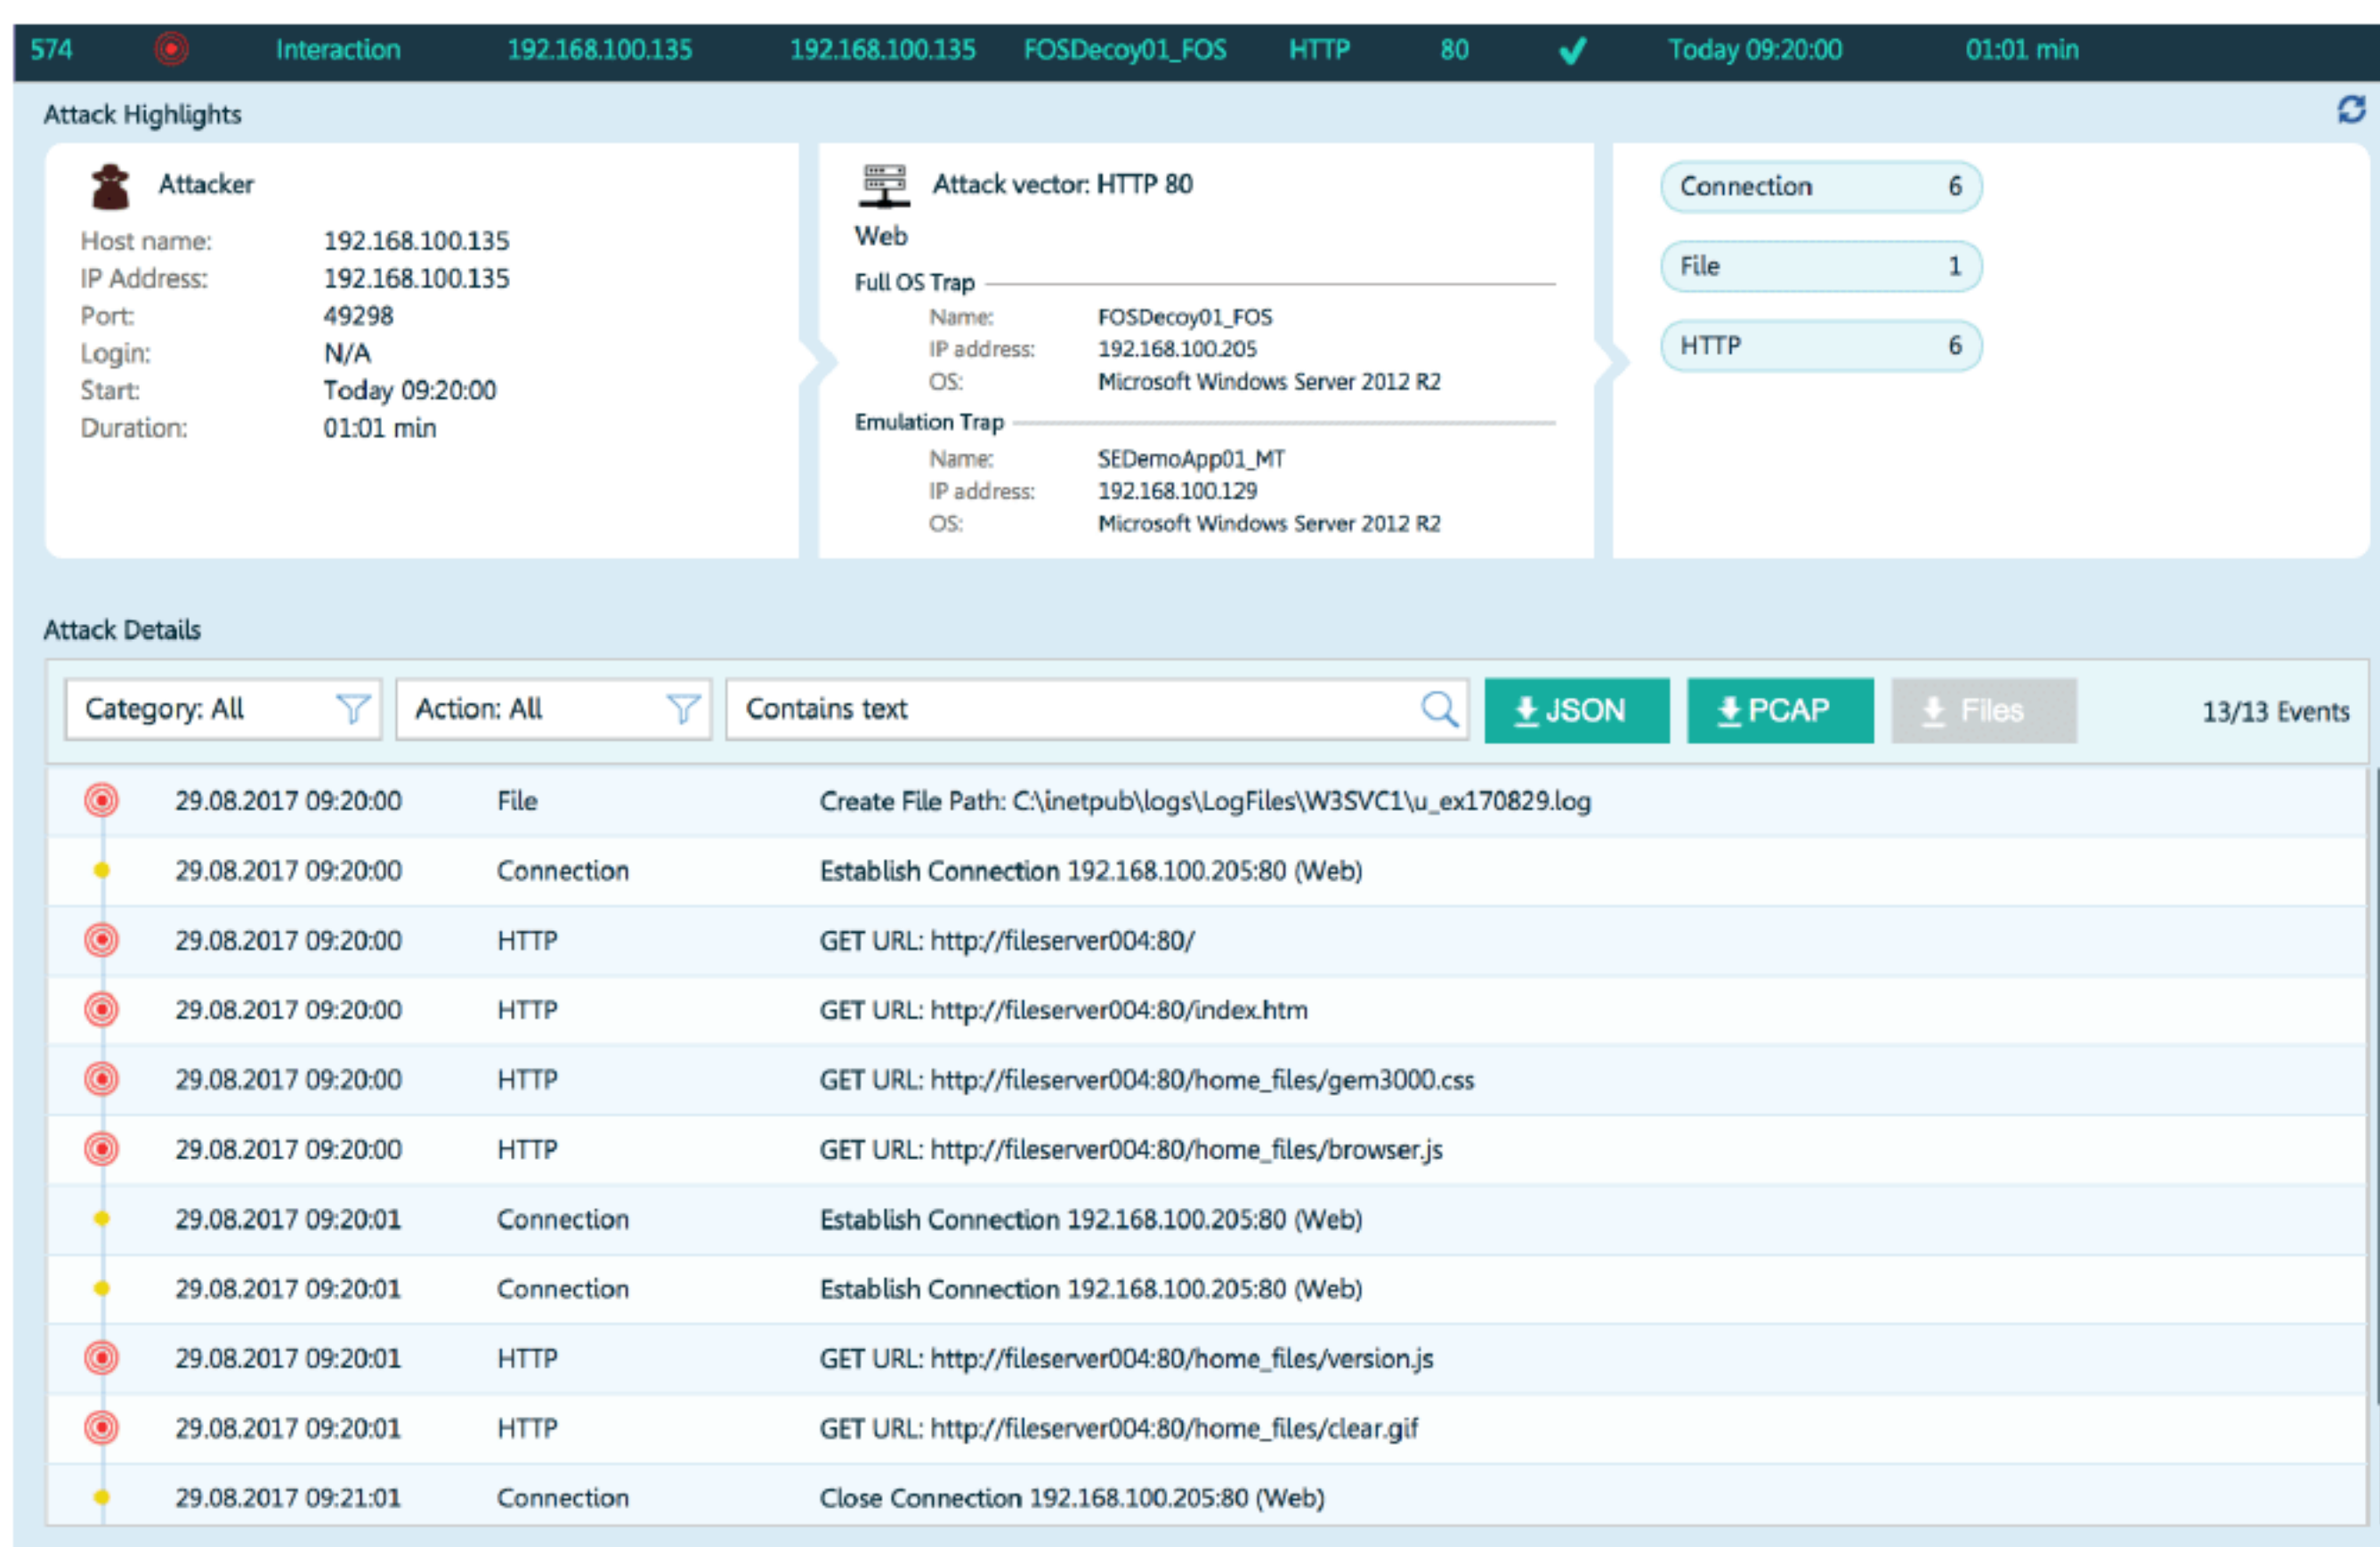 574 Interaction 192.168.100.135 192.168.100.135 FOSDecoy01_FOS HTTP 80 Today 09:20:00 01:01 min
Attack Highlights
Attacker
Host name: 192.168.100.135
IP Address: 192.168.100.135
Port: 49298
Login: N/A
Start: Today 09:20:00
Duration: 01:01 min
Attack vector: HTTP 80
Web
Full OS Trap
Name: FOSDecoy01_FOS
IP address: 192.168.100.205
OS: Microsoft Windows Server 2012 R2
Emulation Trap
Name: SEDemoApp01_MT
IP address: 192.168.100.129
OS: Microsoft Windows Server 2012 R2
Connection 6
File 1
HTTP 6
Attack Details
Category: All Action: All Contains text JSON PCAP Files 13/13 Events
29.08.2017 09:20:00 File Create File Path: C:\inetpub\logs\LogFiles\W3SVC1\u_ex170829.log
29.08.2017 09:20:00 Connection Establish Connection 192.168.100.205:80 (Web)
29.08.2017 09:20:00 HTTP GET URL: http://fileserver004:80/
29.08.2017 09:20:00 HTTP GET URL: http://fileserver004:80/index.htm
29.08.2017 09:20:00 HTTP GET URL: http://fileserver004:80/home_files/gem3000.css
29.08.2017 09:20:00 HTTP GET URL: http://fileserver004:80/home_files/browser.js
29.08.2017 09:20:01 Connection Establish Connection 192.168.100.205:80 (Web)
29.08.2017 09:20:01 Connection Establish Connection 192.168.100.205:80 (Web)
29.08.2017 09:20:01 HTTP GET URL: http://fileserver004:80/home_files/version.js
29.08.2017 09:20:01 HTTP GET URL: http://fileserver004:80/home_files/clear.gif
29.08.2017 09:21:01 Connection Close Connection 192.168.100.205:80 (Web)